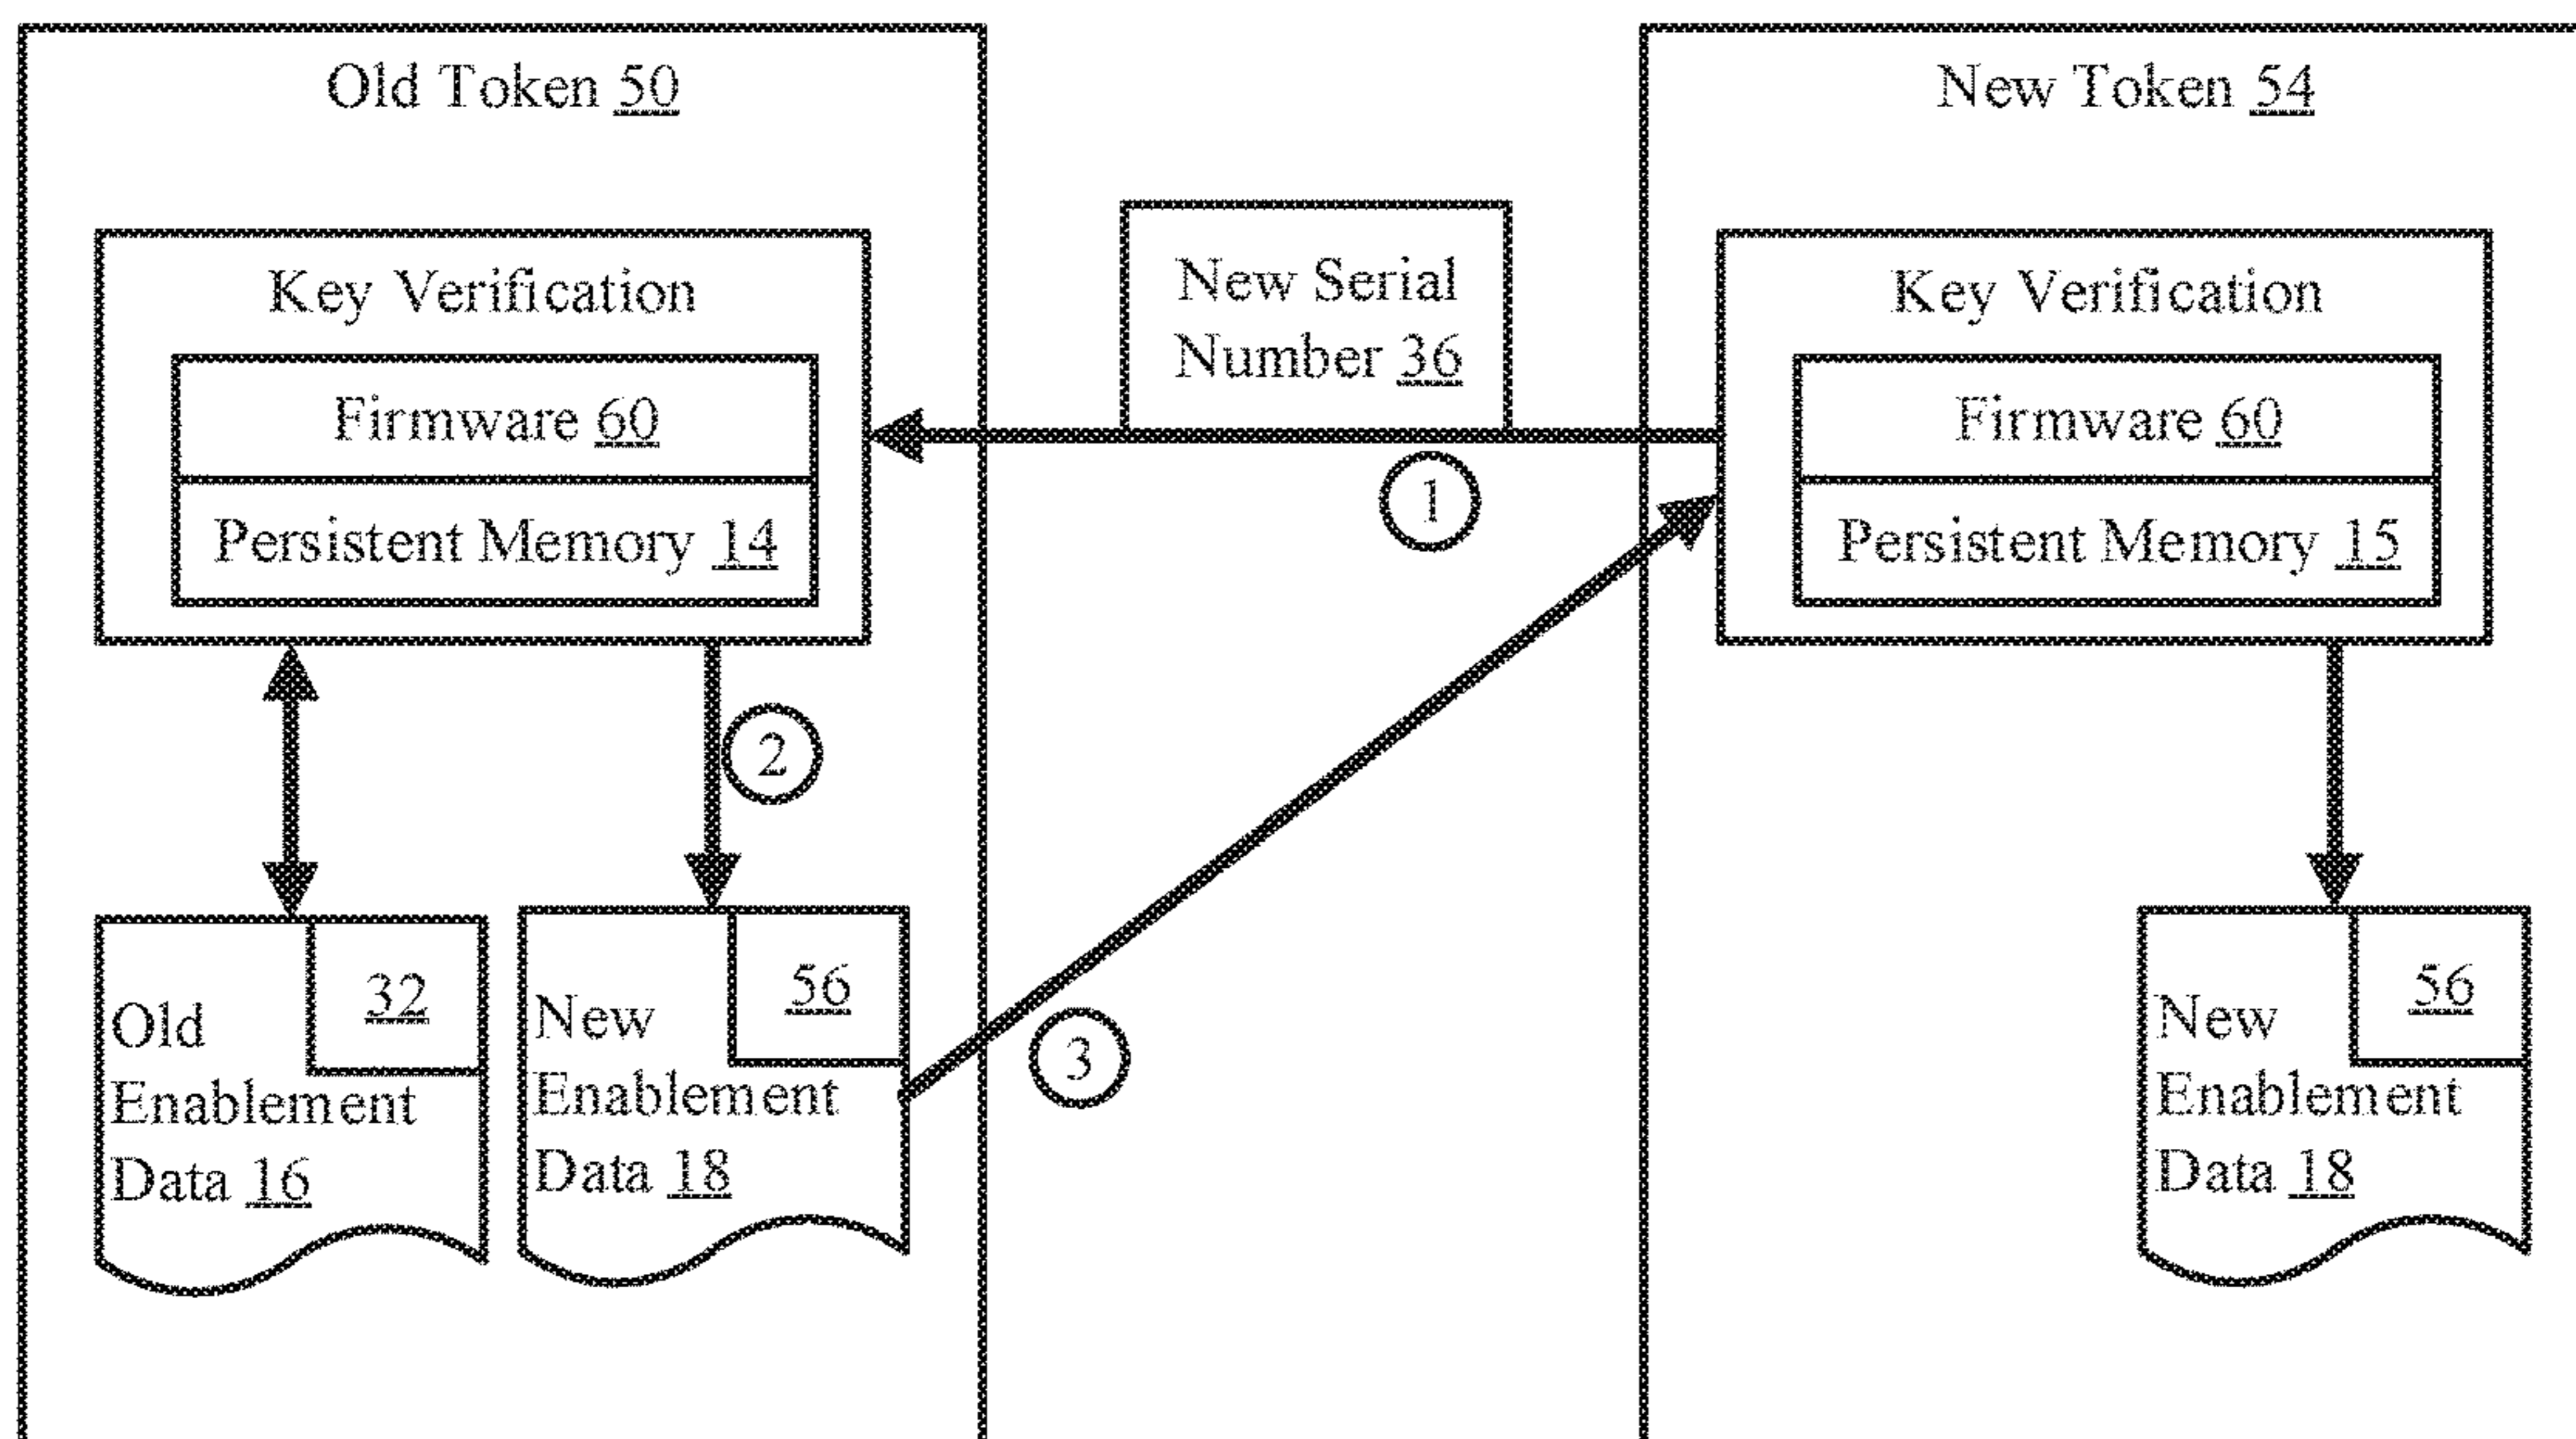 Old Token 50
Key Verification
Firmware 60
Persistent Memory 14
New Serial
Number 36
1
New Token 54
Key Verification
Firmware 60
Persistent Memory 15
2
32
Old
Enablement
Data 16
56
New
Enablement
Data 18
3
56
New
Enablement
Data 18